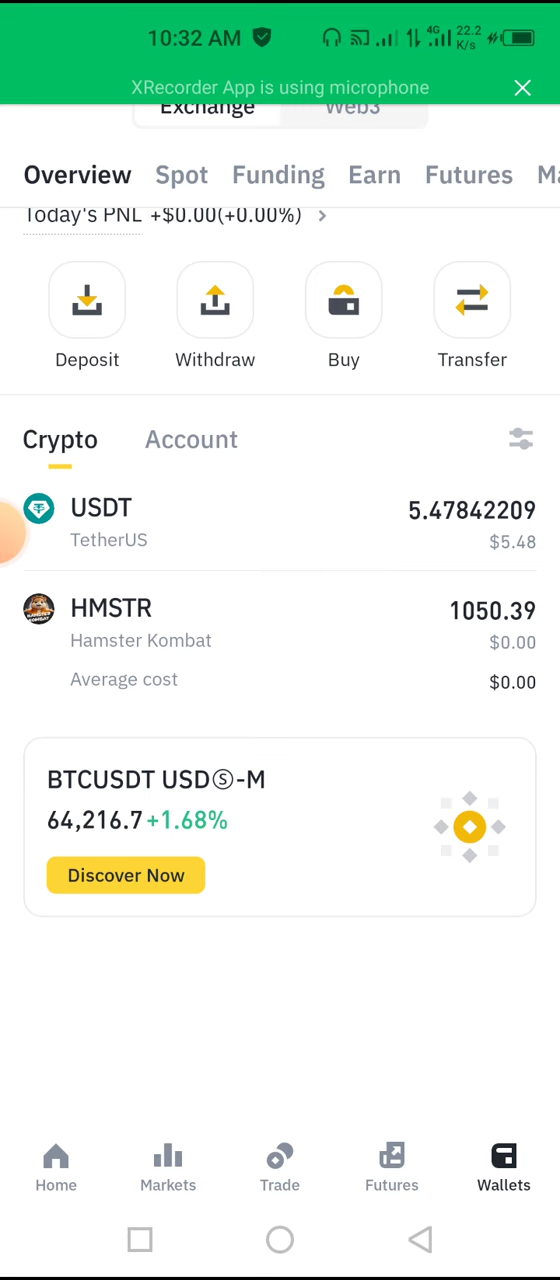 10:32 AM
4G 22.2 K/s
XRecorder App is using microphone
Exchange Web3
Overview Spot Funding Earn Futures Ma
Today's PNL +$0.00(+0.00%)
Deposit Withdraw Buy Transfer
Crypto Account
USDT 5.47842209
TetherUS $5.48
HMSTR 1050.39
Hamster Kombat $0.00
Average cost $0.00
BTCUSDT USDⓈ-M
64,216.7 +1.68%
Discover Now
Home Markets Trade Futures Wallets